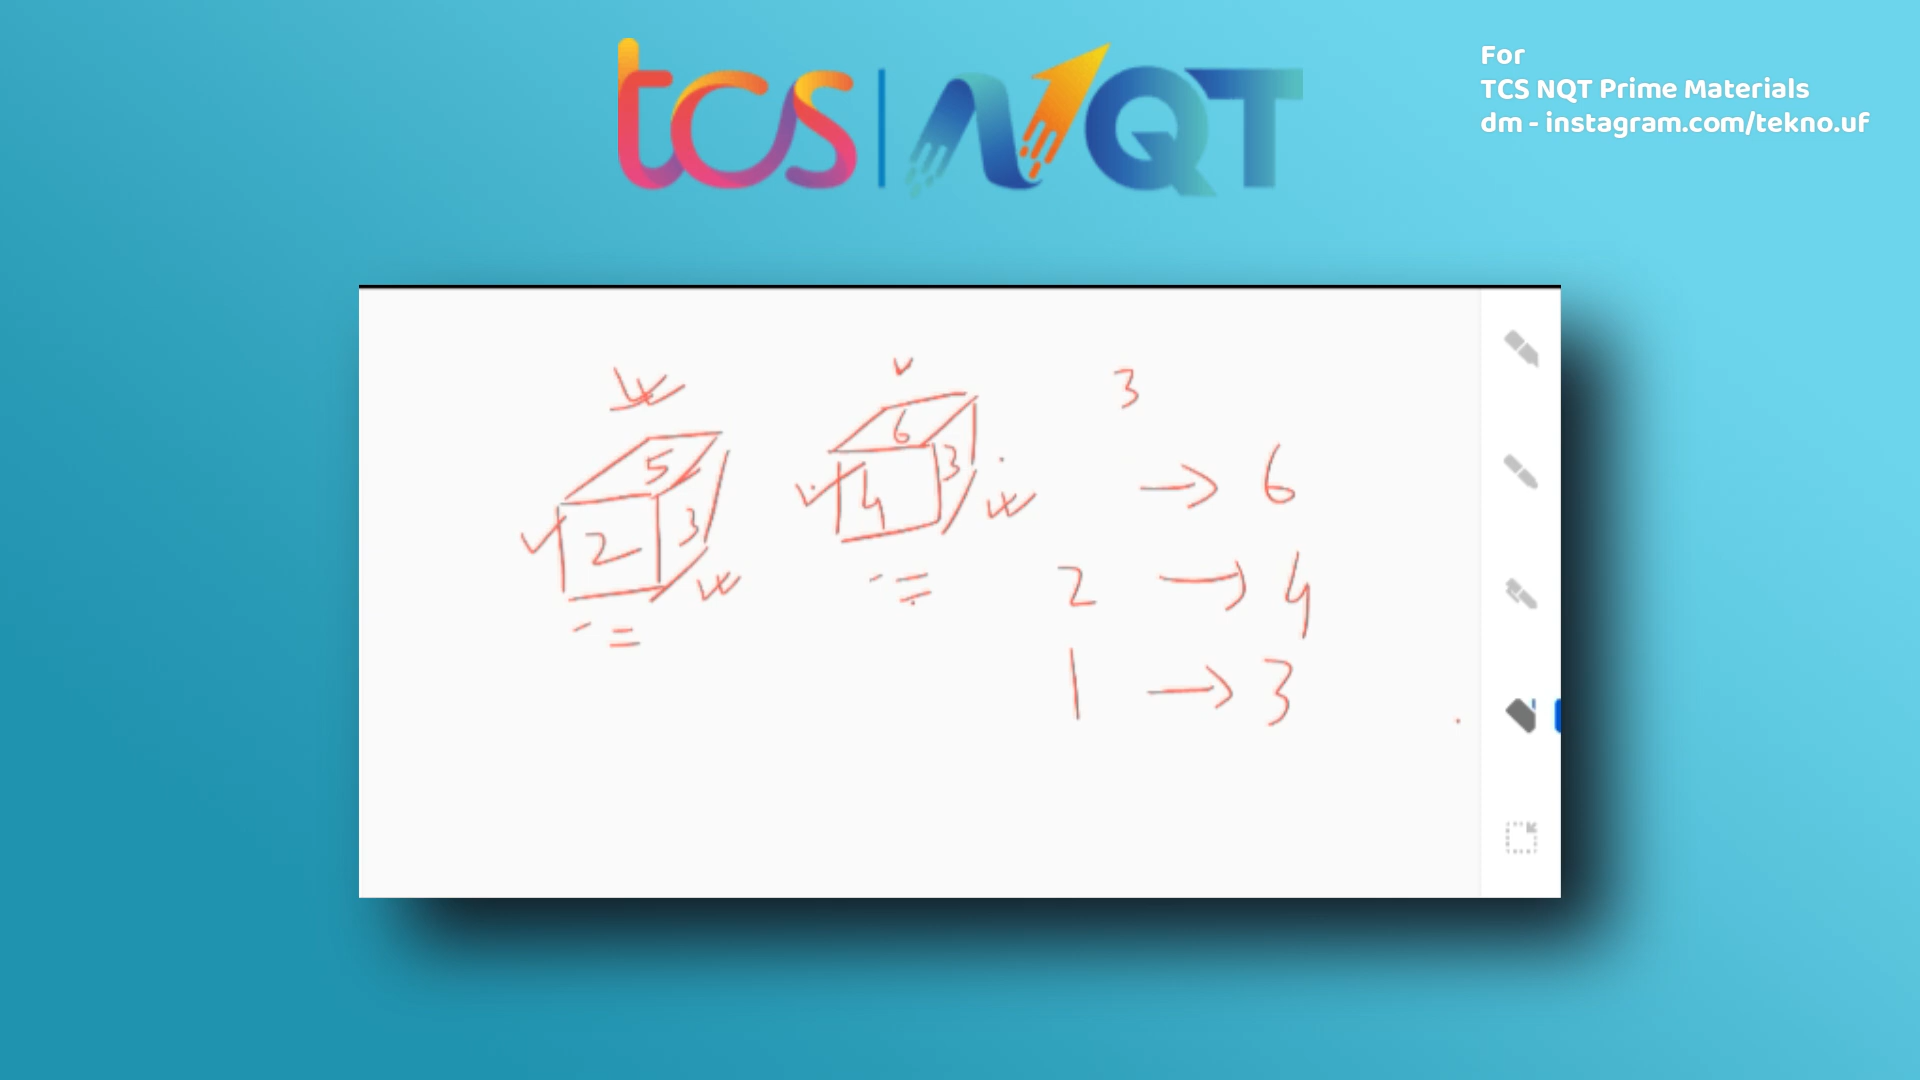 tcs | NQT
For
TCS NQT Prime Materials
dm - instagram.com/tekno.uf
5
2
3
6
4
3
3
→ 6
2 → 4
1 → 3